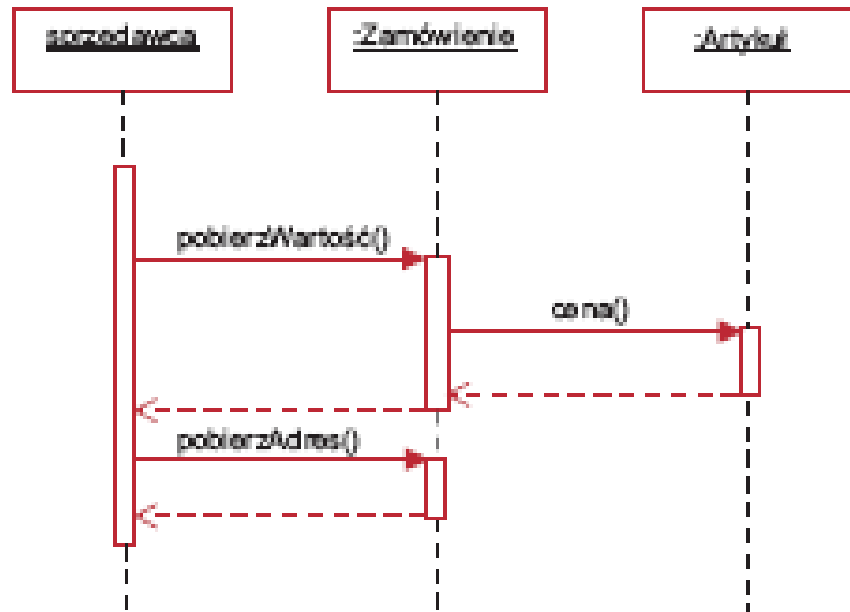 sprzedawca
:Zamówienie
:Artykuł
pobierzWartość()
cena()
pobierzAdres()